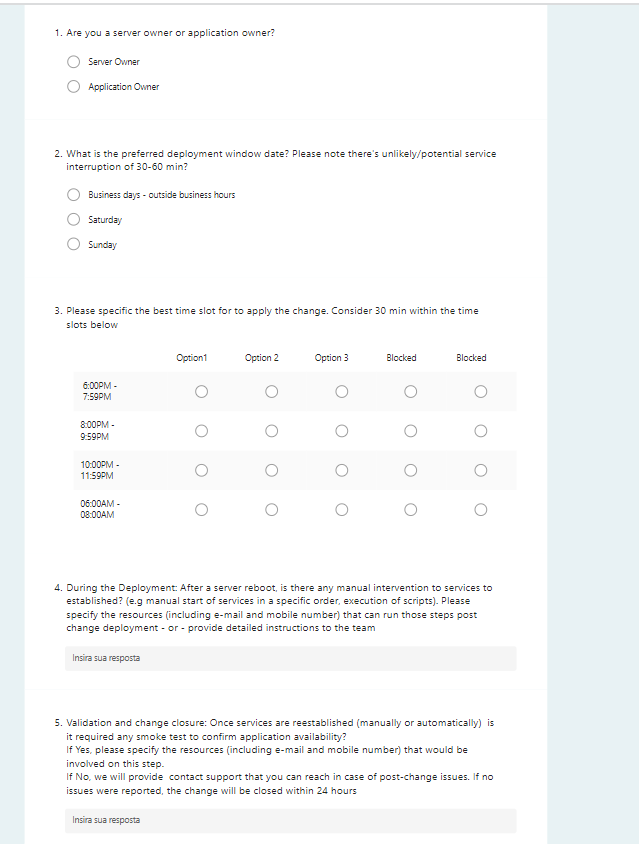 1. Are you a server owner or application owner?
Server Owner
Application Owner
2. What is the preferred deployment window date? Please note there's unlikely/potential service
interruption of 30-60 min?
Business days - outside business hours
Saturday
Sunday
3. Please specific the best time slot for to apply the change. Consider 30 min within the time
slots below
Option1 Option 2 Option 3 Blocked Blocked
6:00PM -
7:59PM
8:00PM -
9:59PM
10:00PM -
11:59PM
06:00AM -
08:00AM
4. During the Deployment: After a server reboot, is there any manual intervention to services to
established? (e.g manual start of services in a specific order, execution of scripts). Please
specify the resources (including e-mail and mobile number) that can run those steps post
change deployment - or - provide detailed instructions to the team
Insira sua resposta
5. Validation and change closure: Once services are reestablished (manually or automatically) is
it required any smoke test to confirm application availability?
If Yes, please specify the resources (including e-mail and mobile number) that would be
involved on this step.
If No, we will provide contact support that you can reach in case of post-change issues. If no
issues were reported, the change will be closed within 24 hours
Insira sua resposta